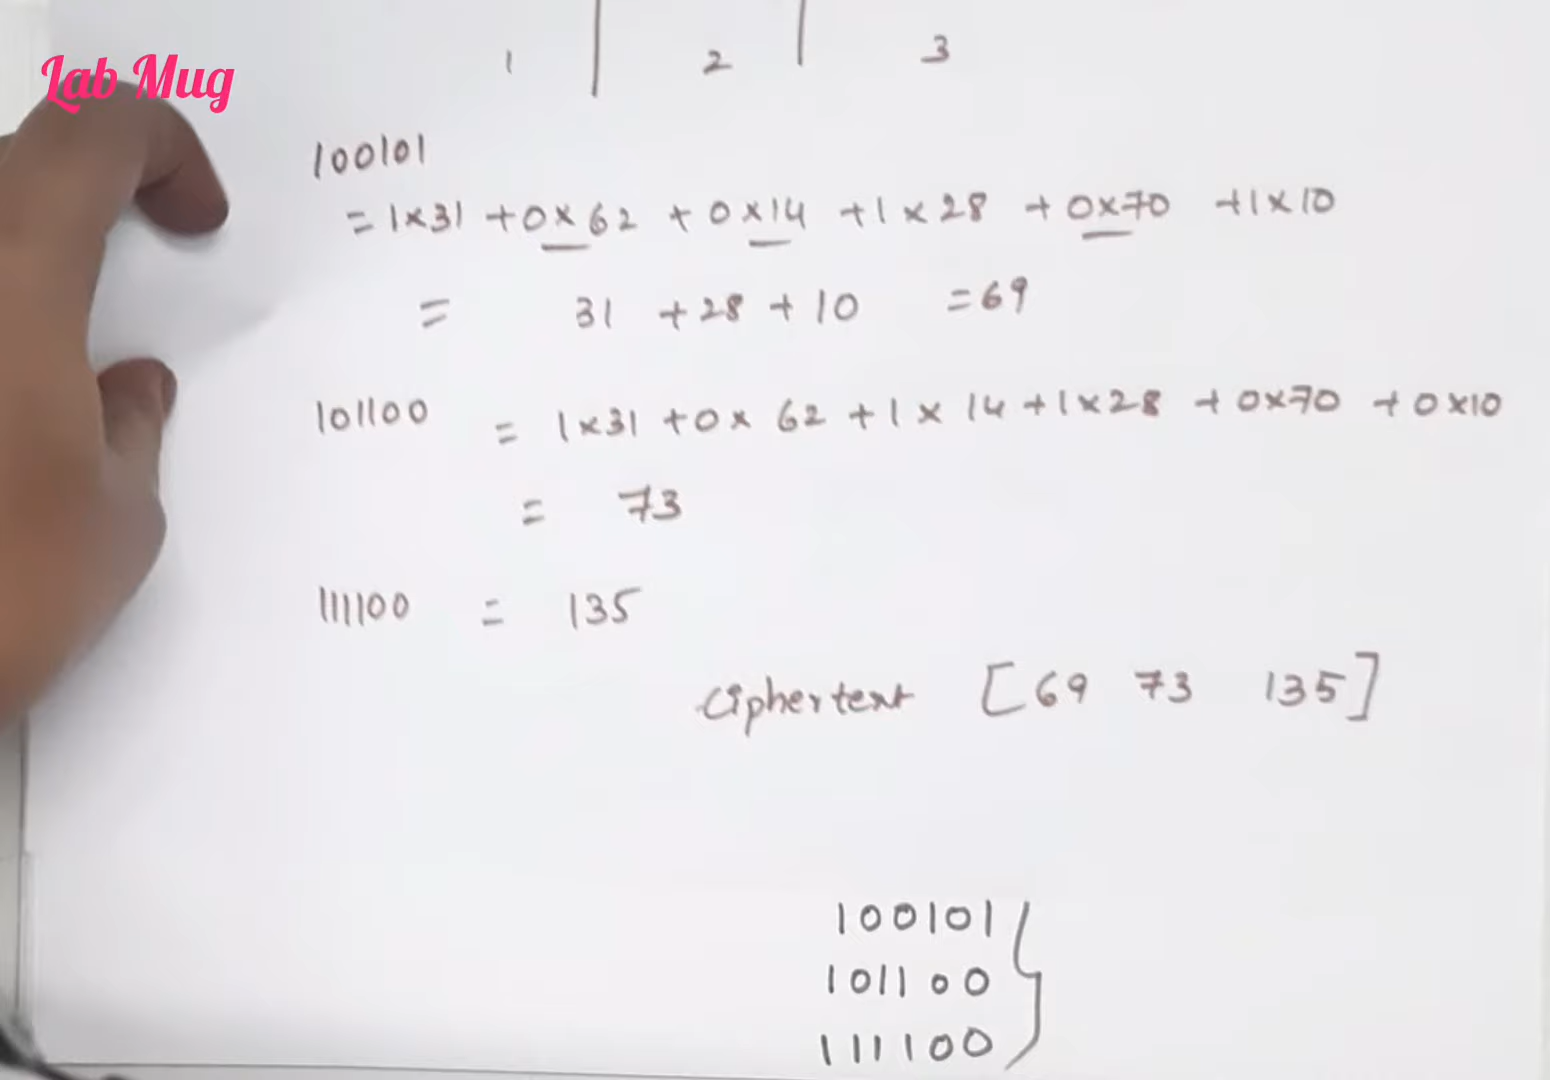 Lab Mug
1 | 2 | 3
100101
= 1×31 + 0×62 + 0×14 + 1×28 + 0×70 + 1×10
= 31 + 28 + 10 = 69
101100 = 1×31 + 0×62 + 1×14 + 1×28 + 0×70 + 0×10
= 73
111100 = 135
Ciphertext [69 73 135]
100101
101100
111100